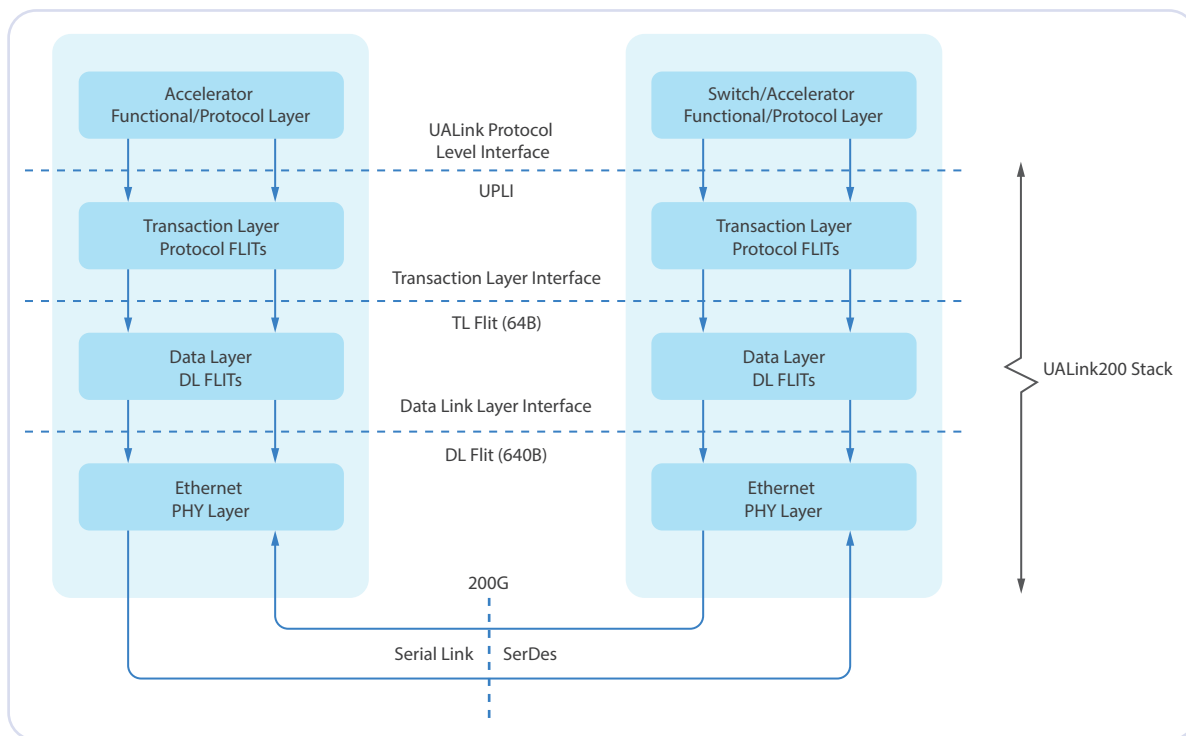 Accelerator
Functional/Protocol Layer
Switch/Accelerator
Functional/Protocol Layer
UALink Protocol
Level Interface
UPLI
Transaction Layer
Protocol FLITs
Transaction Layer
Protocol FLITs
Transaction Layer Interface
TL Flit (64B)
Data Layer
DL FLITs
Data Layer
DL FLITs
UALink200 Stack
Data Link Layer Interface
DL Flit (640B)
Ethernet
PHY Layer
Ethernet
PHY Layer
200G
Serial Link
SerDes